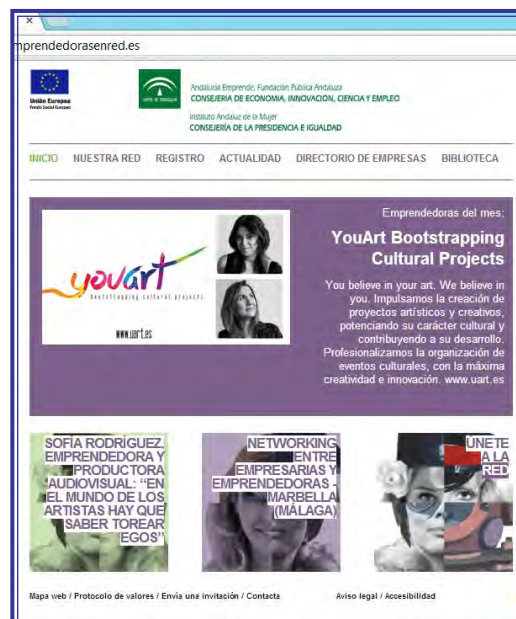 mprendedorasenred.es
Unión Europea
Fondo Social Europeo
JUNTA DE ANDALUCIA
Andalucía Emprende, Fundación Pública Andaluza
CONSEJERÍA DE ECONOMÍA, INNOVACIÓN, CIENCIA Y EMPLEO
Instituto Andaluz de la Mujer
CONSEJERÍA DE LA PRESIDENCIA E IGUALDAD
INICIO NUESTRA RED REGISTRO ACTUALIDAD DIRECTORIO DE EMPRESAS BIBLIOTECA
youart
bootstrapping cultural projects
www.uart.es
Emprendedoras del mes:
YouArt Bootstrapping
Cultural Projects
You believe in your art. We believe in
you. Impulsamos la creación de
proyectos artísticos y creativos,
potenciando su carácter cultural y
contribuyendo a su desarrollo.
Profesionalizamos la organización de
eventos culturales, con la máxima
creatividad e innovación. www.uart.es
SOFÍA RODRÍGUEZ,
EMPRENDEDORA Y
PRODUCTORA
AUDIOVISUAL: “EN
EL MUNDO DE LOS
ARTISTAS HAY QUE
SABER TOREAR
EGOS”
NETWORKING
ENTRE
EMPRESARIAS Y
EMPRENDEDORAS -
MARBELLA
(MÁLAGA)
ÚNETE
A LA
RED
Mapa web / Protocolo de valores / Envía una invitación / Contacta
Aviso legal / Accesibilidad